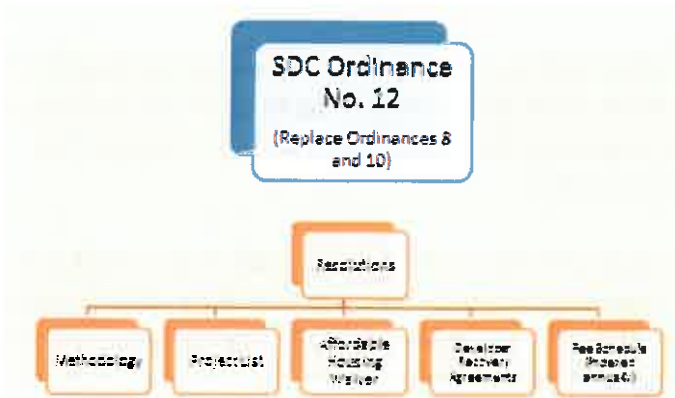 SDC Ordinance
No. 12
(Replace Ordinances 8
and 10)
Resolutions
Methodology
Project List
Affordable
Housing
Waiver
Developer
Recovery
Agreements
Fee Schedule
(Indexed
annual)